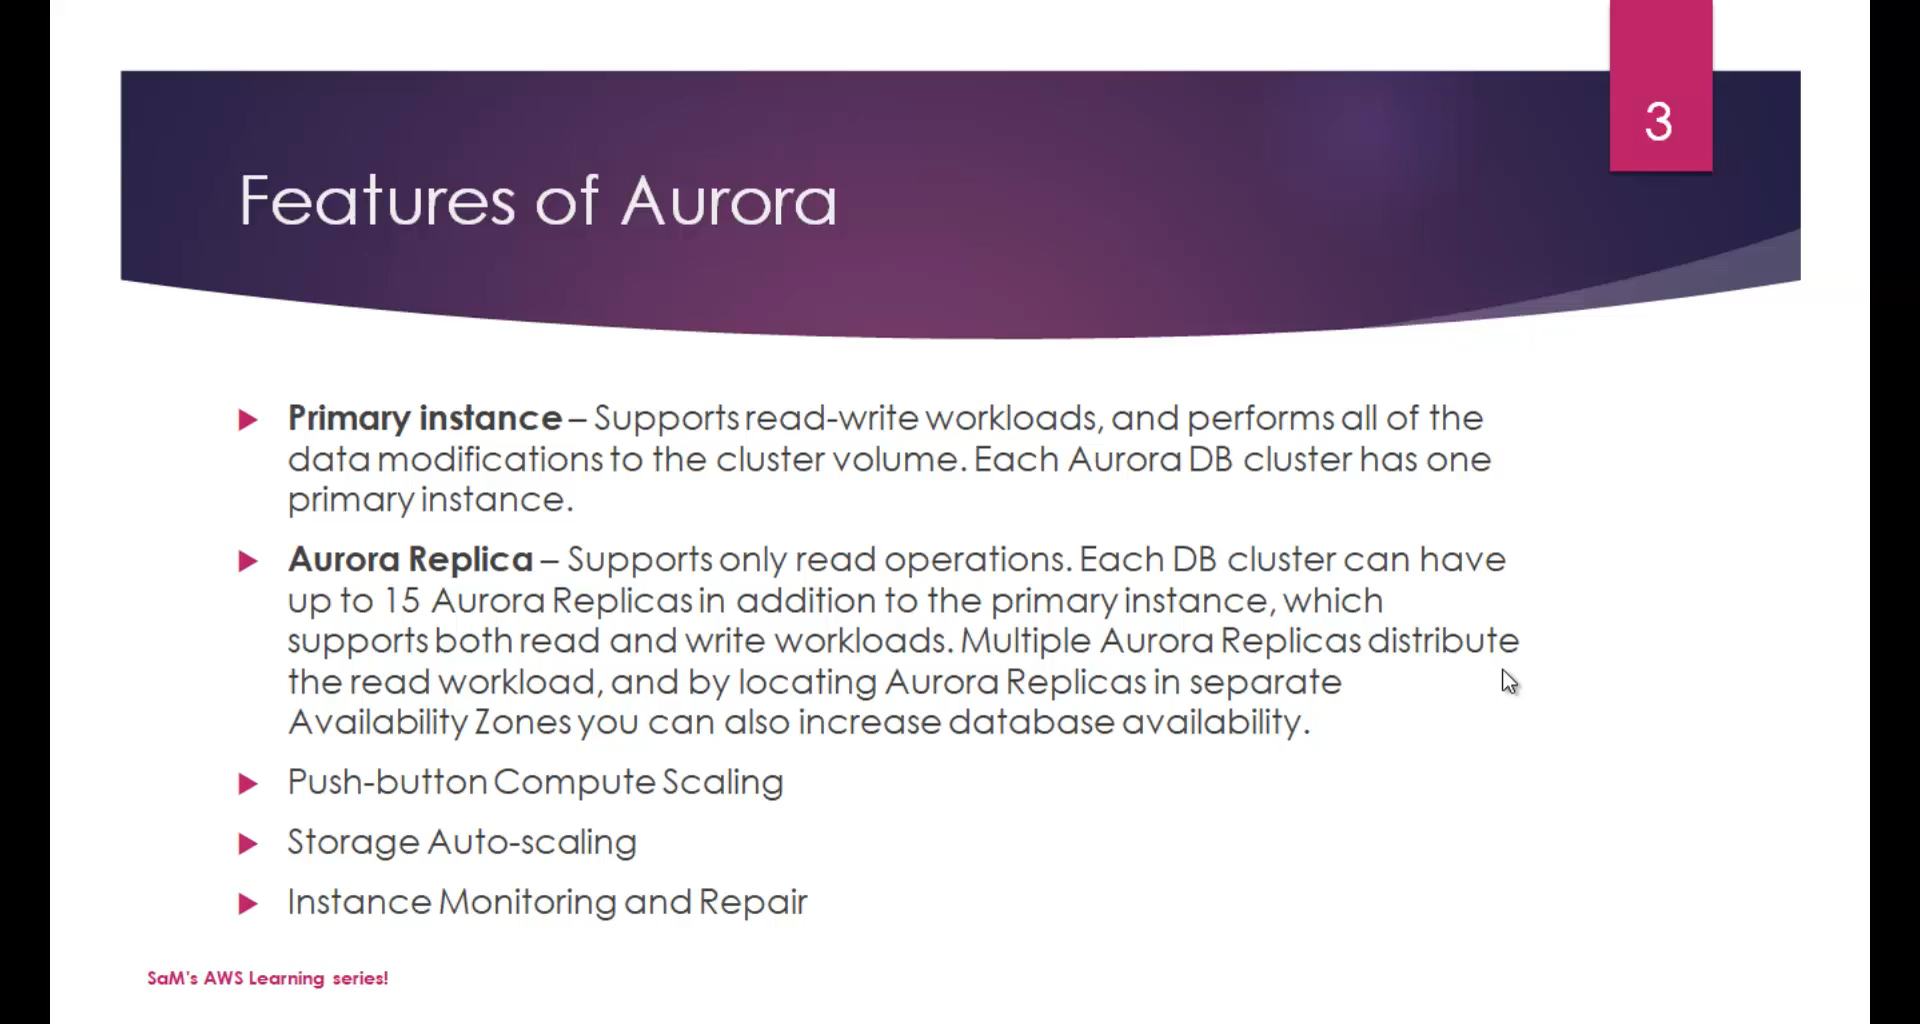 3
Features of Aurora
Primary instance – Supports read-write workloads, and performs all of the
data modifications to the cluster volume. Each Aurora DB cluster has one
primary instance.
Aurora Replica – Supports only read operations. Each DB cluster can have
up to 15 Aurora Replicas in addition to the primary instance, which
supports both read and write workloads. Multiple Aurora Replicas distribute
the read workload, and by locating Aurora Replicas in separate
Availability Zones you can also increase database availability.
Push-button Compute Scaling
Storage Auto-scaling
Instance Monitoring and Repair
SaM's AWS Learning series!